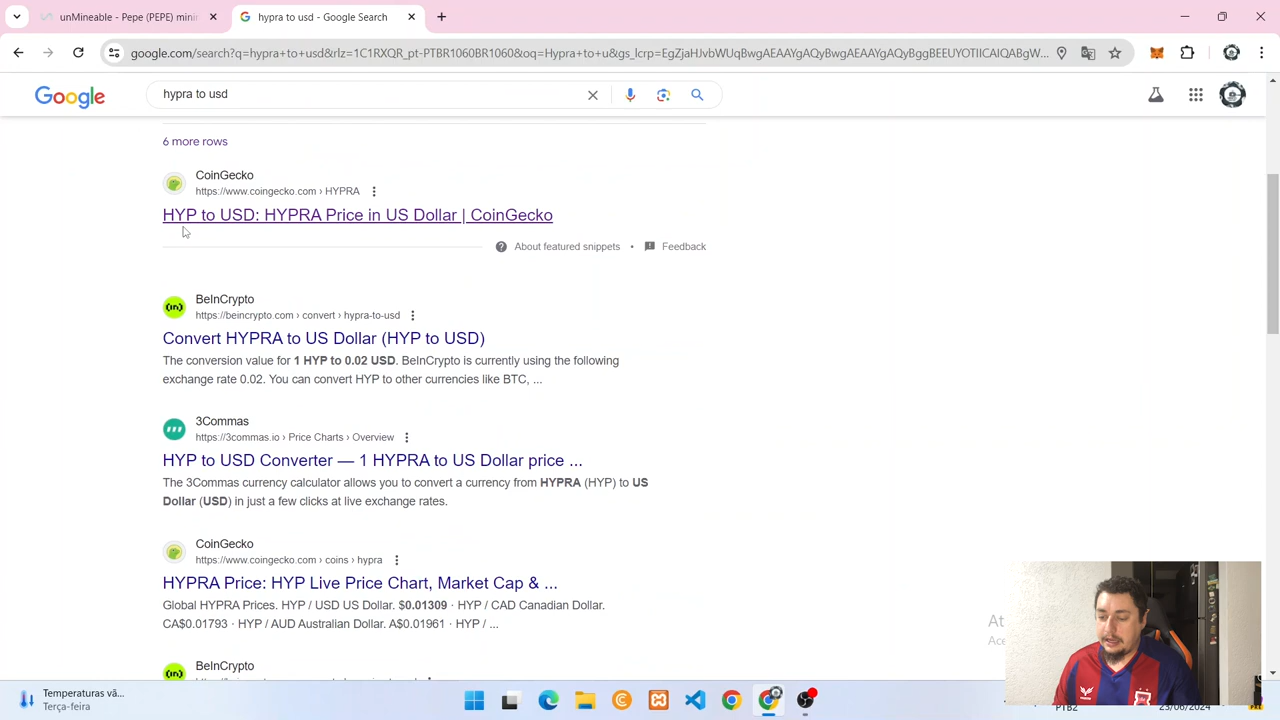 unMineable - Pepe (PEPE) mini
hypra to usd - Google Search
google.com/search?q=hypra+to+usd&rlz=1C1RXQR_pt-PTBR1060BR1060&oq=Hypra+to+u&gs_lcrp=EgZjaHJvbWUqBwgAEAAYgAQyBwgAEAAYgAQyBggBEEUYOTIICAIQABgW...
Google
hypra to usd
6 more rows
CoinGecko
https://www.coingecko.com › HYPRA
HYP to USD: HYPRA Price in US Dollar | CoinGecko
About featured snippets • Feedback
BeInCrypto
https://beincrypto.com › convert › hypra-to-usd
Convert HYPRA to US Dollar (HYP to USD)
The conversion value for 1 HYP to 0.02 USD. BeInCrypto is currently using the following
exchange rate 0.02. You can convert HYP to other currencies like BTC, ...
3Commas
https://3commas.io › Price Charts › Overview
HYP to USD Converter — 1 HYPRA to US Dollar price ...
The 3Commas currency calculator allows you to convert a currency from HYPRA (HYP) to US
Dollar (USD) in just a few clicks at live exchange rates.
CoinGecko
https://www.coingecko.com › coins › hypra
HYPRA Price: HYP Live Price Chart, Market Cap & ...
Global HYPRA Prices. HYP / USD US Dollar. $0.01309 · HYP / CAD Canadian Dollar.
CA$0.01793 · HYP / AUD Australian Dollar. A$0.01961 · HYP / ...
At
Ace
BeInCrypto
Temperaturas vã...
Terça-feira
PTB2
23/06/2024